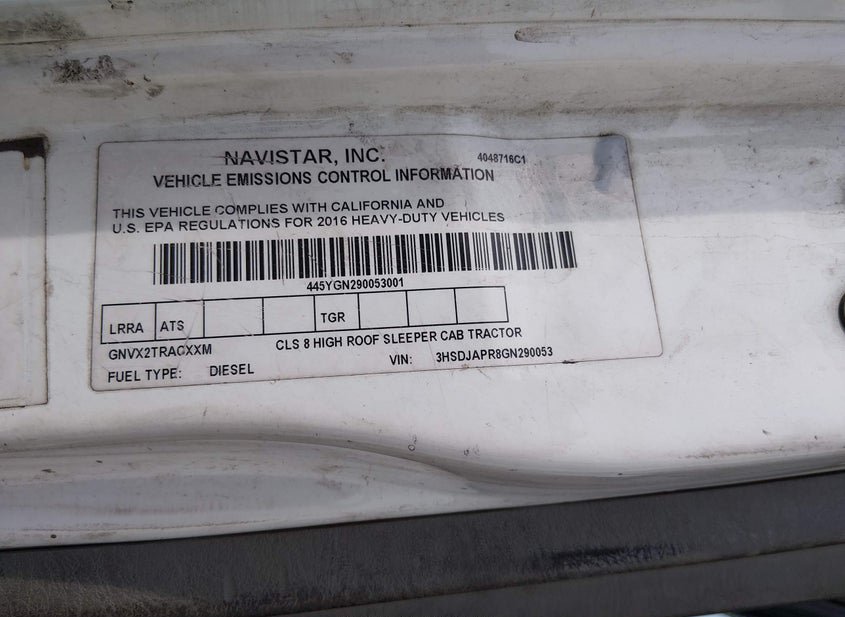 NAVISTAR, INC. 4048716C1
VEHICLE EMISSIONS CONTROL INFORMATION
THIS VEHICLE COMPLIES WITH CALIFORNIA AND
U.S. EPA REGULATIONS FOR 2016 HEAVY-DUTY VEHICLES
445YGN290053001
LRRA ATS TGR
GNVX2TRACXXM CLS 8 HIGH ROOF SLEEPER CAB TRACTOR
FUEL TYPE: DIESEL VIN: 3HSDJAPR8GN290053